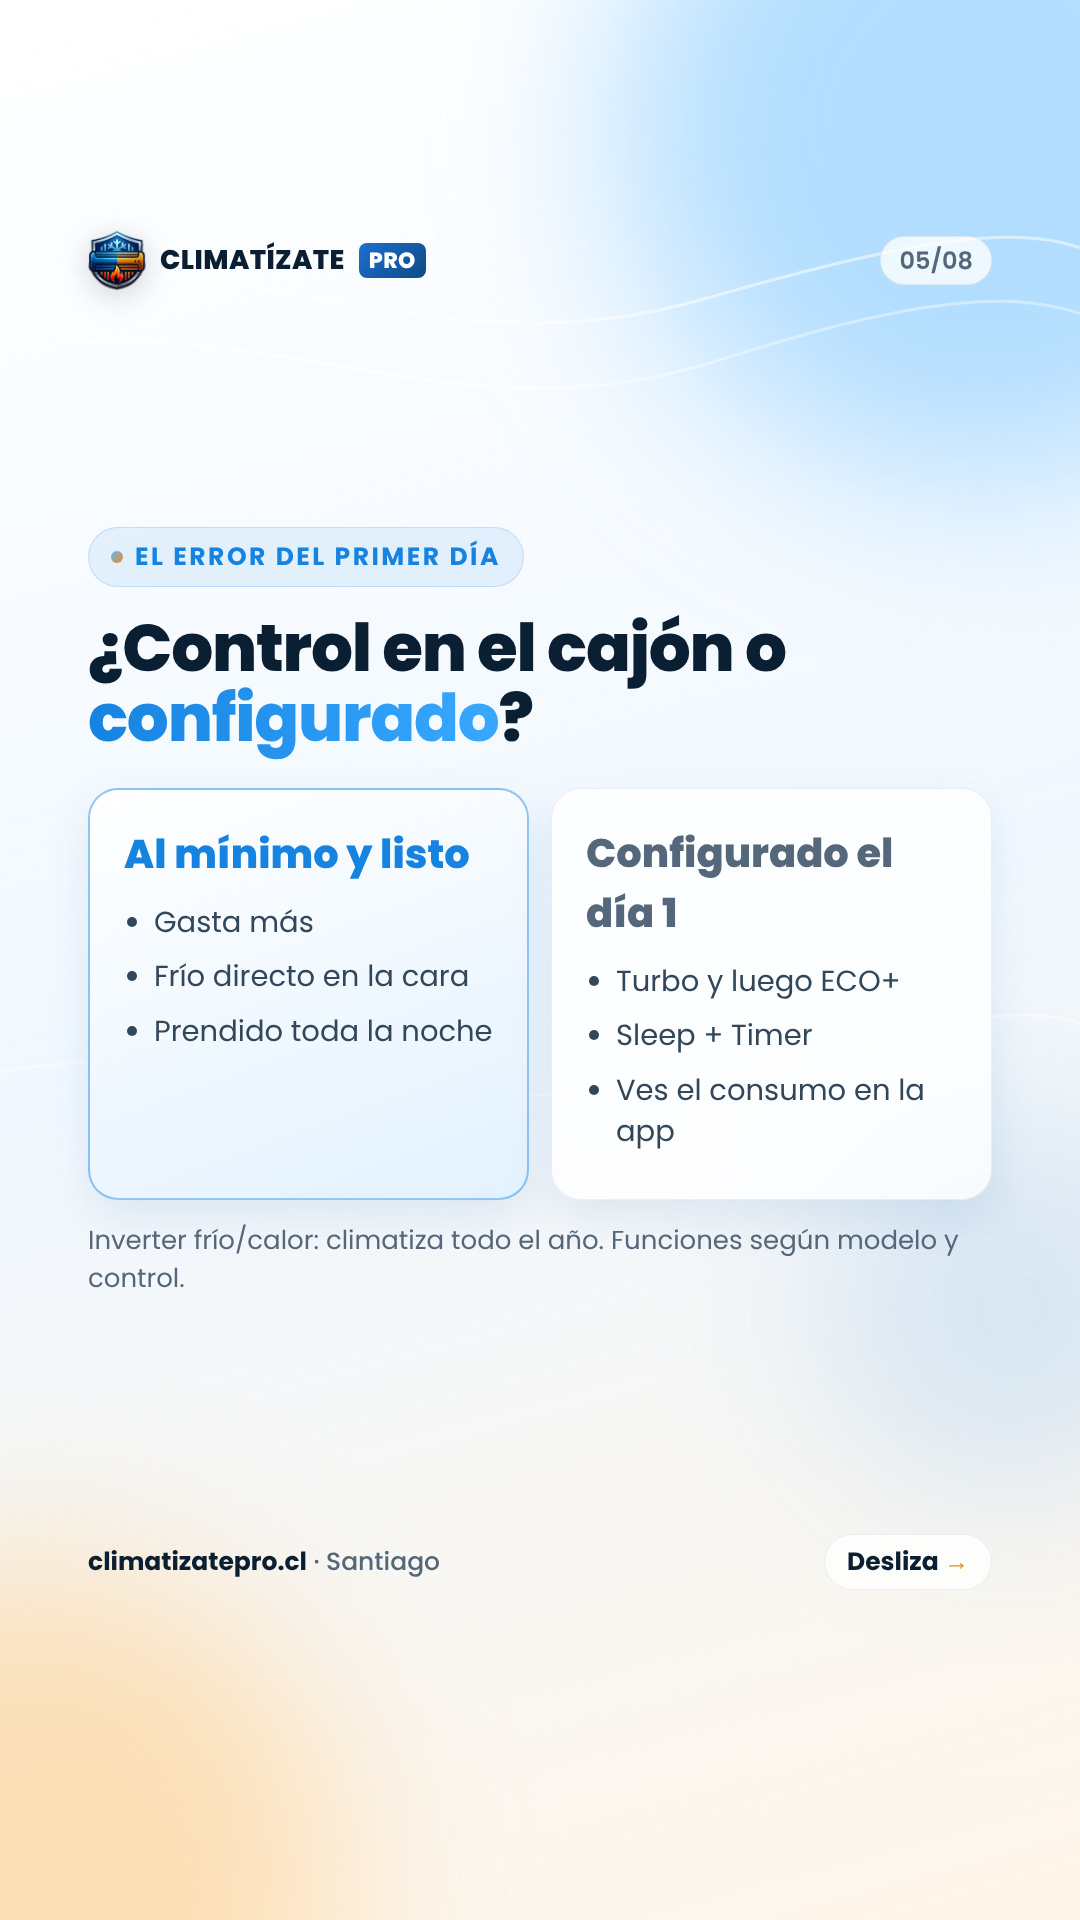 CLIMATÍZATE PRO
05/08
EL ERROR DEL PRIMER DÍA
¿Control en el cajón o
configurado?
Al mínimo y listo
• Gasta más
• Frío directo en la cara
• Prendido toda la noche
Configurado el
día 1
• Turbo y luego ECO+
• Sleep + Timer
• Ves el consumo en la
app
Inverter frío/calor: climatiza todo el año. Funciones según modelo y
control.
climatizatepro.cl · Santiago
Desliza →